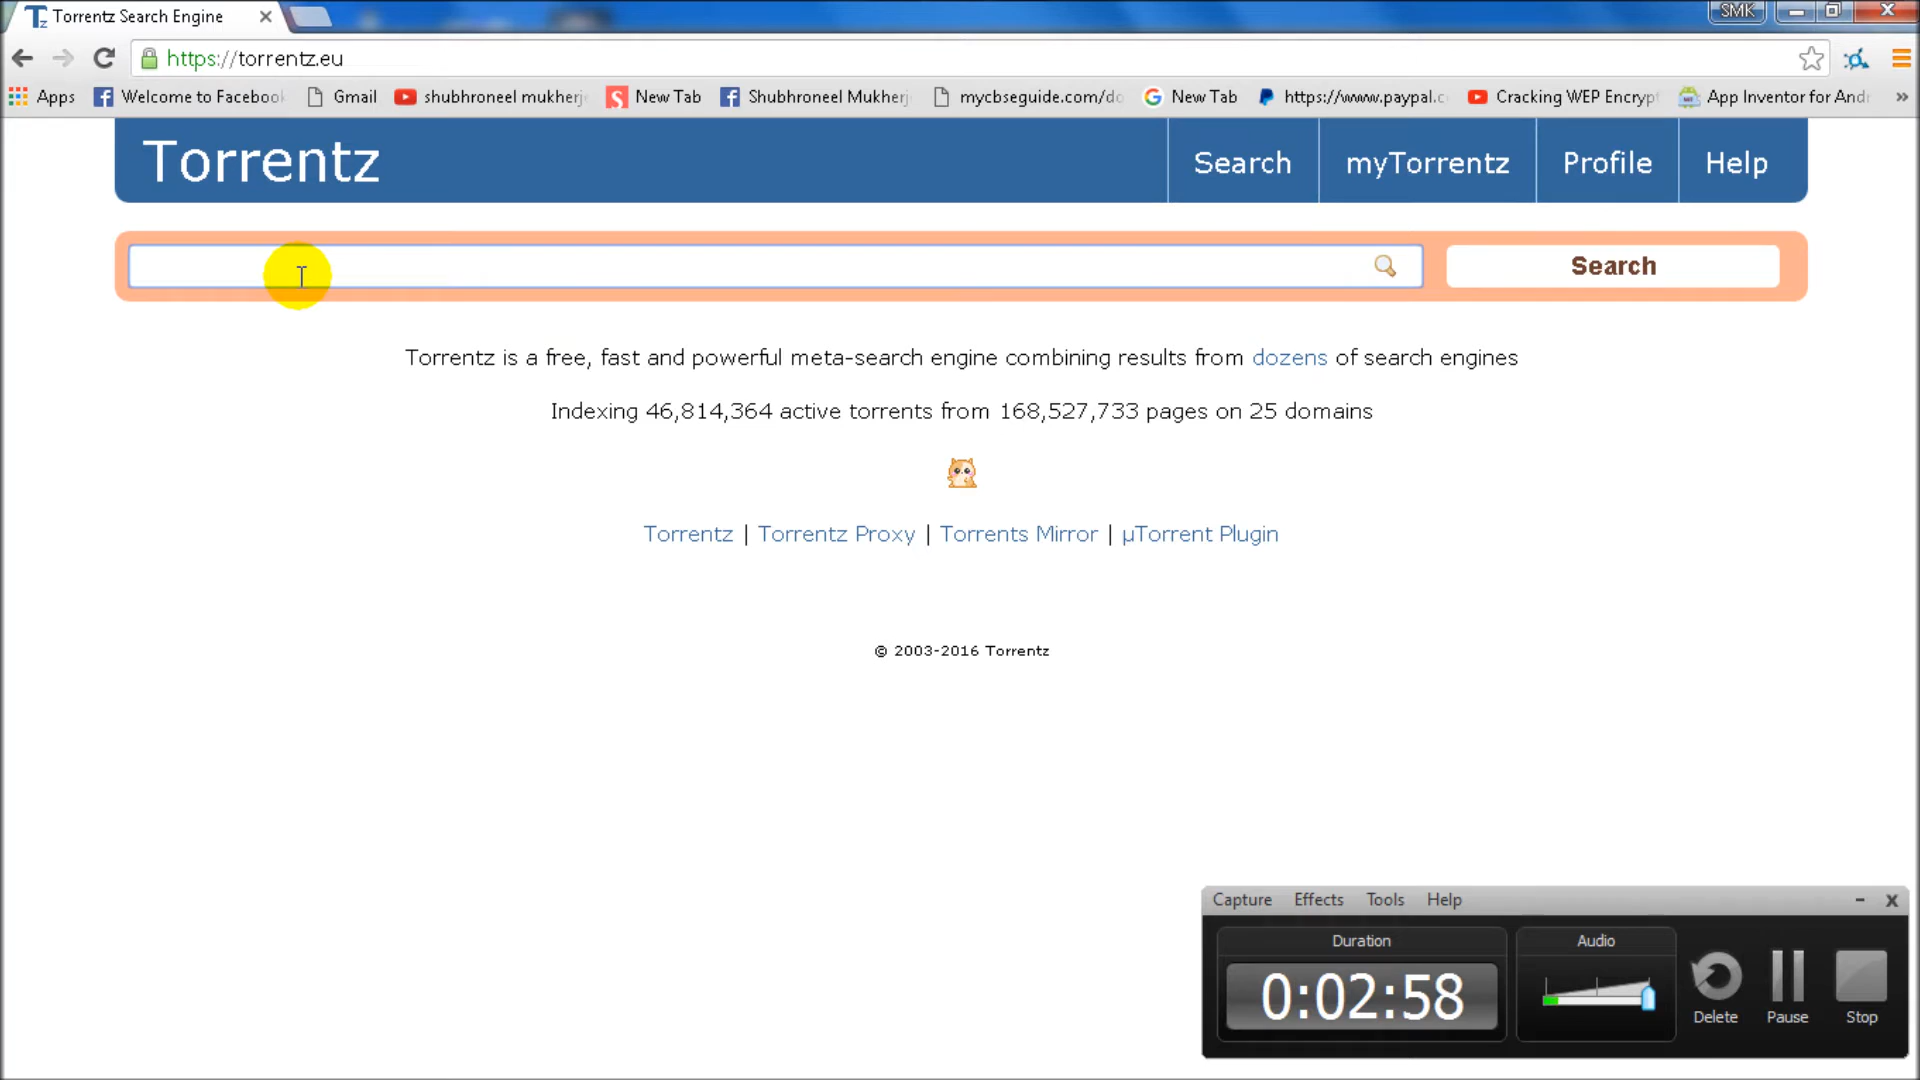 Torrentz Search Engine
SMK
https://torrentz.eu
Apps Welcome to Facebook Gmail shubhroneel mukherj New Tab Shubhroneel Mukherj mycbseguide.com/do New Tab https://www.paypal.c Cracking WEP Encryp App Inventor for And »
Torrentz Search myTorrentz Profile Help
Search
Torrentz is a free, fast and powerful meta-search engine combining results from dozens of search engines
Indexing 46,814,364 active torrents from 168,527,733 pages on 25 domains
Torrentz | Torrentz Proxy | Torrents Mirror | µTorrent Plugin
© 2003-2016 Torrentz
Capture Effects Tools Help
Duration Audio
0:02:58
Delete Pause Stop